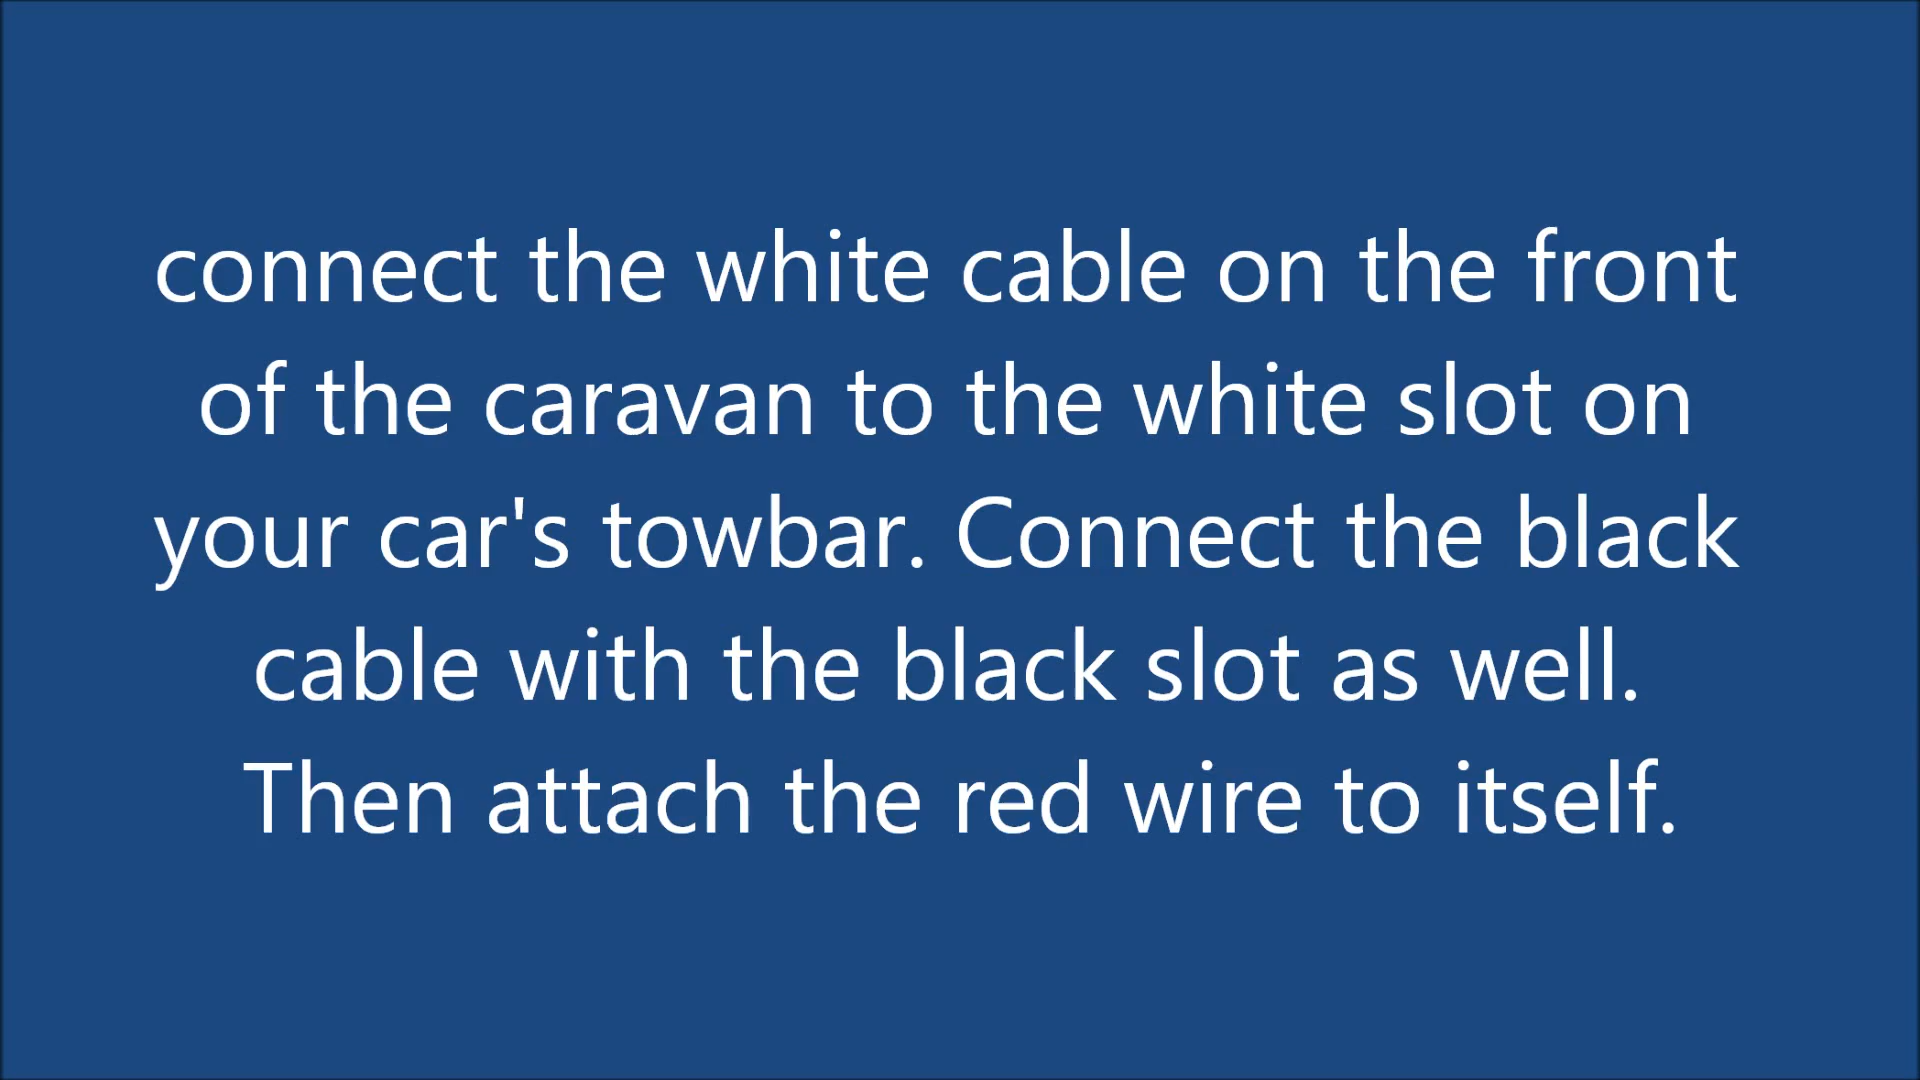 connect the white cable on the front
of the caravan to the white slot on
your car's towbar. Connect the black
cable with the black slot as well.
Then attach the red wire to itself.